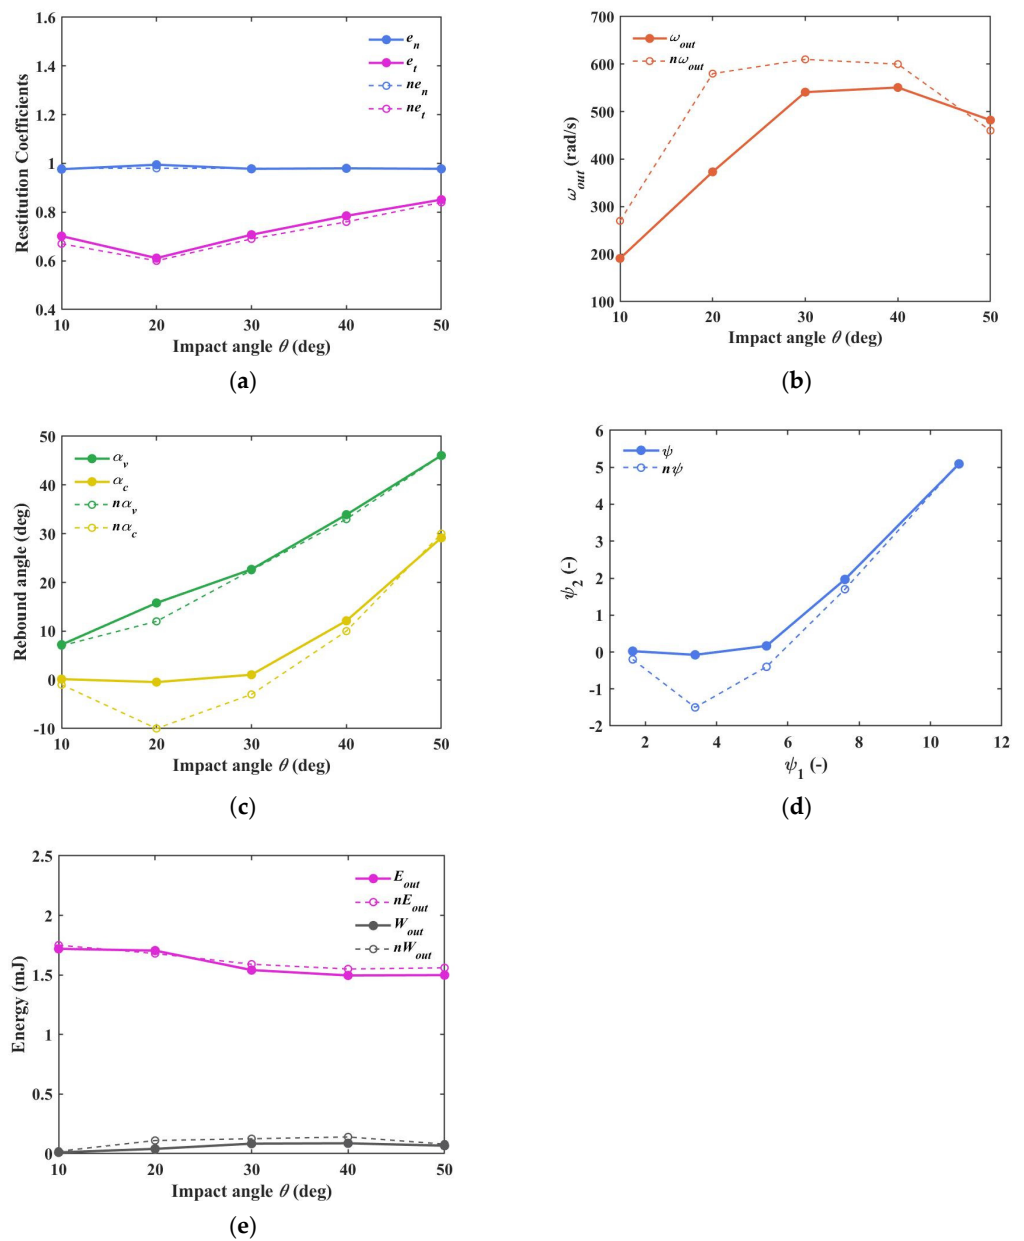 1.6
1.4
1.2
1
0.8
0.6
0.4
10 20 30 40 50
Restitution Coefficients
Impact angle θ (deg)
e_n
e_t
ne_n
ne_t
(a)
700
600
500
400
300
200
100
10 20 30 40 50
ω_out (rad/s)
Impact angle θ (deg)
ω_out
nω_out
(b)
50
40
30
20
10
0
-10
10 20 30 40 50
Rebound angle (deg)
Impact angle θ (deg)
α_v
α_c
nα_v
nα_c
(c)
6
5
4
3
2
1
0
-1
-2
2 4 6 8 10 12
ψ_2 (-)
ψ_1 (-)
ψ
nψ
(d)
2.5
2
1.5
1
0.5
0
10 20 30 40 50
Energy (mJ)
Impact angle θ (deg)
E_out
nE_out
W_out
nW_out
(e)